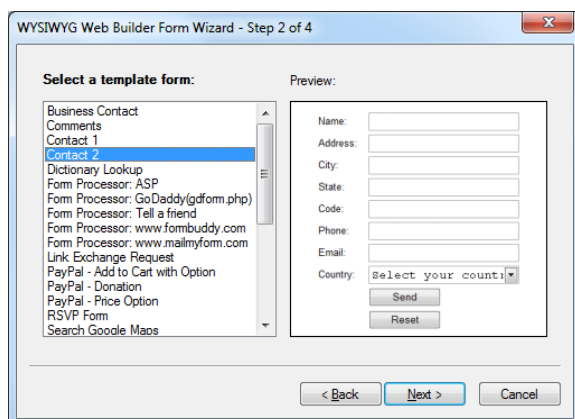 WYSIWYG Web Builder Form Wizard - Step 2 of 4
Select a template form:
Business Contact
Comments
Contact 1
Contact 2
Dictionary Lookup
Form Processor: ASP
Form Processor: GoDaddy(gdform.php)
Form Processor: Tell a friend
Form Processor: www.formbuddy.com
Form Processor: www.mailmyform.com
Link Exchange Request
PayPal - Add to Cart with Option
PayPal - Donation
PayPal - Price Option
RSVP Form
Search Google Maps
Preview:
Name:
Address:
City:
State:
Code:
Phone:
Email:
Country: Select your count
Send
Reset
< Back Next > Cancel